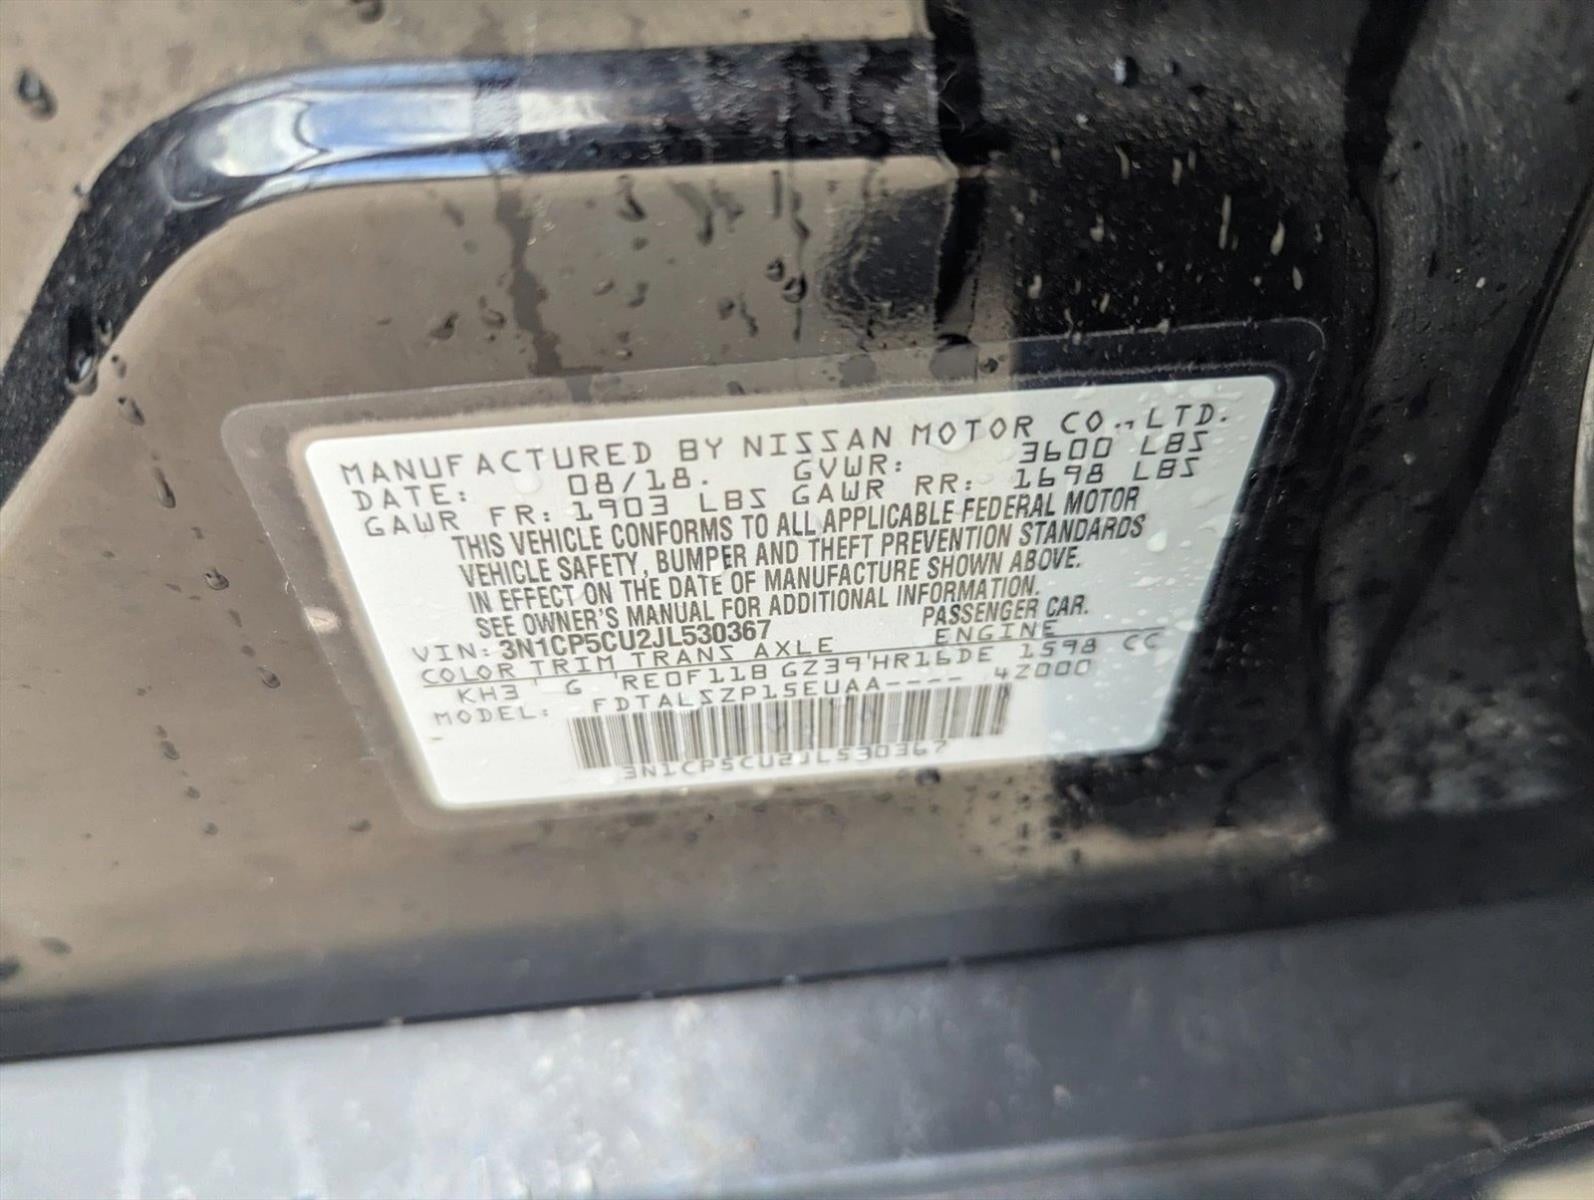 MANUFACTURED BY NISSAN MOTOR CO., LTD.
DATE: 08/18. GVWR: 3600 LBS
GAWR FR: 1903 LBS GAWR RR: 1698 LBS
THIS VEHICLE CONFORMS TO ALL APPLICABLE FEDERAL MOTOR
VEHICLE SAFETY, BUMPER AND THEFT PREVENTION STANDARDS
IN EFFECT ON THE DATE OF MANUFACTURE SHOWN ABOVE.
SEE OWNER'S MANUAL FOR ADDITIONAL INFORMATION.
VIN: 3N1CP5CU2JL530367 PASSENGER CAR.
COLOR TRIM TRANS AXLE ENGINE
KH3 G RE0F11B GZ39 HR16DE 1598 CC
MODEL: FDTALSZP15EUAA---- 4Z000
3N1CP5CU2JL530367